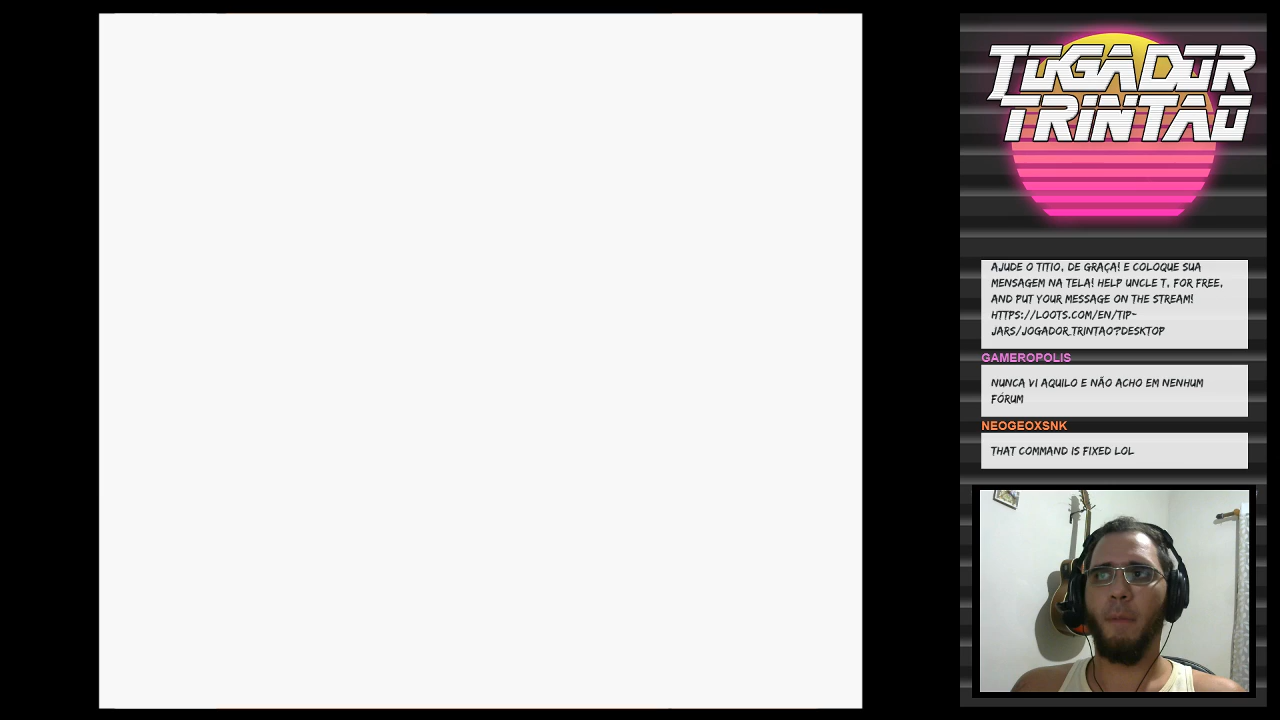 JOGADOR
TRINTAO
AJUDE O TITIO, DE GRAÇA! E COLOQUE SUA
MENSAGEM NA TELA! HELP UNCLE T, FOR FREE,
AND PUT YOUR MESSAGE ON THE STREAM!
HTTPS://LOOTS.COM/EN/TIP-
JARS/JOGADOR_TRINTAO?DESKTOP
GAMEROPOLIS
NUNCA VI AQUILO E NÃO ACHO EM NENHUM
FÓRUM
NEOGEOXSNK
THAT COMMAND IS FIXED LOL